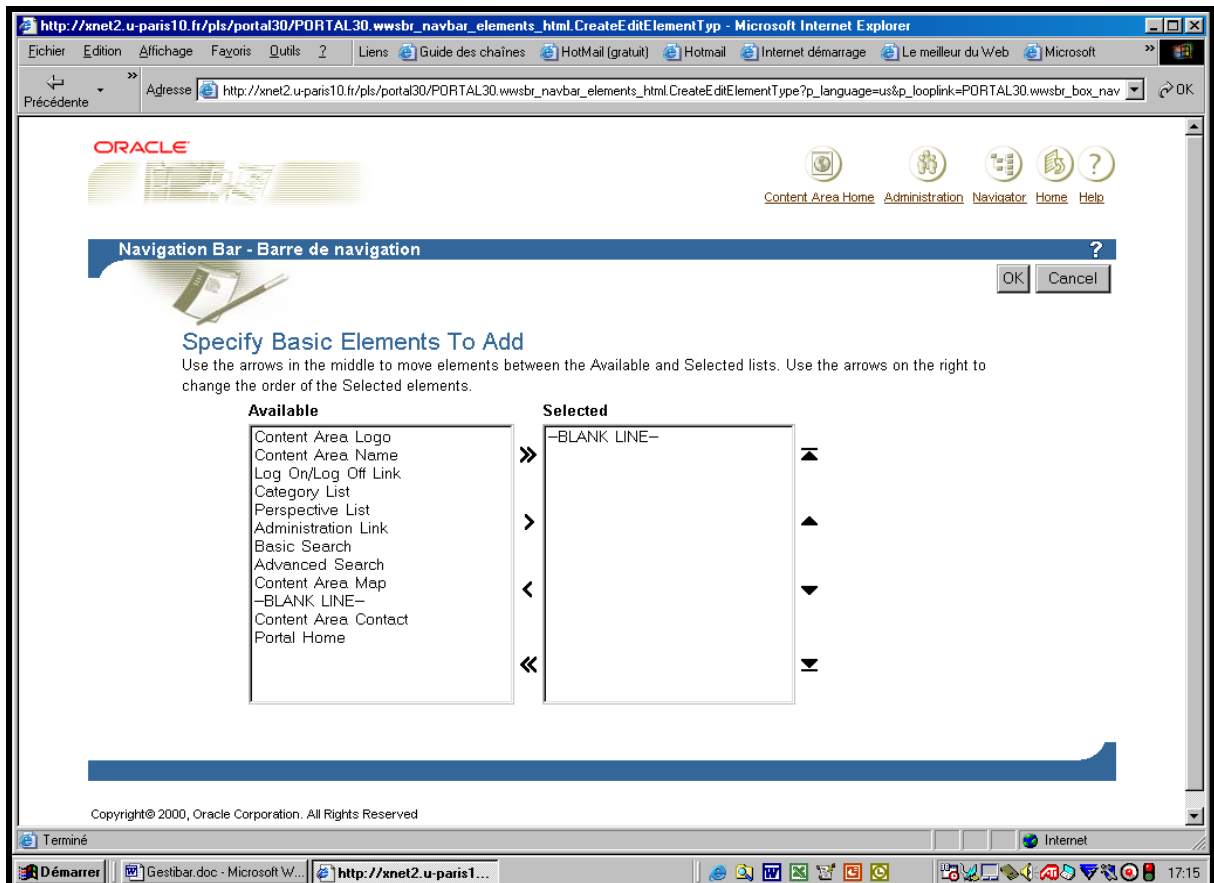 http://xnet2.u-paris10.fr/pls/portal30/PORTAL30.wwsbr_navbar_elements_html.CreateEditElementTyp - Microsoft Internet Explorer
Fichier Edition Affichage Favoris Outils ? Liens Guide des chaînes HotMail (gratuit) Hotmail Internet démarrage Le meilleur du Web Microsoft »
Précédente » Adresse http://xnet2.u-paris10.fr/pls/portal30/PORTAL30.wwsbr_navbar_elements_html.CreateEditElementType?p_language=us&p_looplink=PORTAL30.wwsbr_box_nav OK
ORACLE
Content Area Home Administration Navigator Home Help
Navigation Bar - Barre de navigation ?
OK Cancel
Specify Basic Elements To Add
Use the arrows in the middle to move elements between the Available and Selected lists. Use the arrows on the right to
change the order of the Selected elements.
Available Selected
Content Area Logo –BLANK LINE–
Content Area Name
Log On/Log Off Link
Category List
Perspective List
Administration Link
Basic Search
Advanced Search
Content Area Map
–BLANK LINE–
Content Area Contact
Portal Home
Copyright© 2000, Oracle Corporation. All Rights Reserved
Terminé Internet
Démarrer Gestibar.doc - Microsoft W... http://xnet2.u-paris1... 17:15